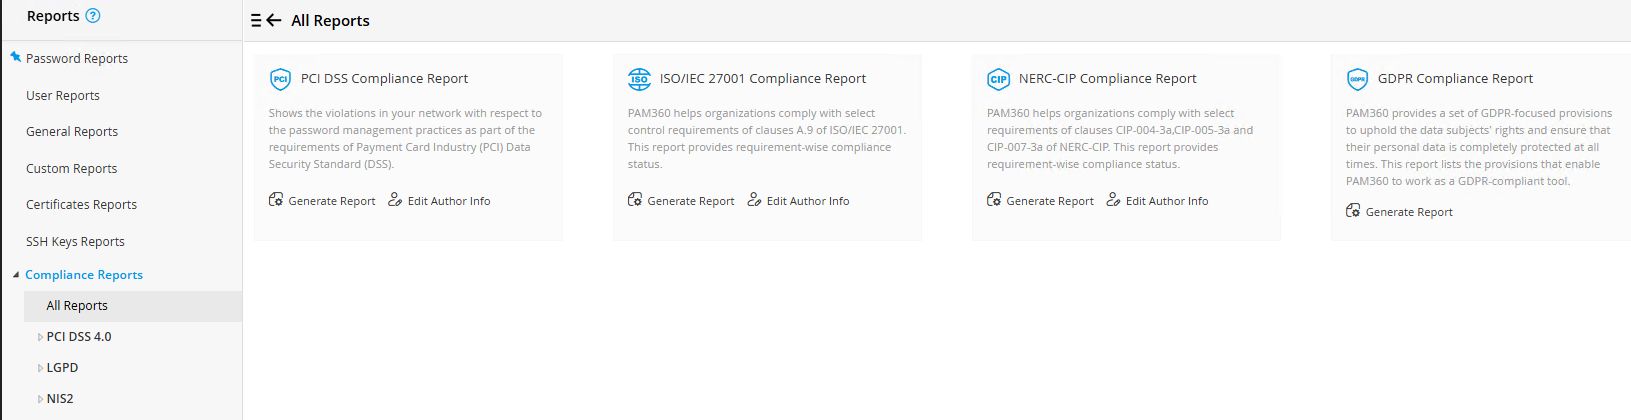 Reports ?
All Reports
Password Reports
User Reports
General Reports
Custom Reports
Certificates Reports
SSH Keys Reports
Compliance Reports
All Reports
PCI DSS 4.0
LGPD
NIS2
PCI PCI DSS Compliance Report
Shows the violations in your network with respect to
the password management practices as part of the
requirements of Payment Card Industry (PCI) Data
Security Standard (DSS).
Generate Report Edit Author Info
ISO ISO/IEC 27001 Compliance Report
PAM360 helps organizations comply with select
control requirements of clauses A.9 of ISO/IEC 27001.
This report provides requirement-wise compliance
status.
Generate Report Edit Author Info
CIP NERC-CIP Compliance Report
PAM360 helps organizations comply with select
requirements of clauses CIP-004-3a,CIP-005-3a and
CIP-007-3a of NERC-CIP. This report provides
requirement-wise compliance status.
Generate Report Edit Author Info
GDPR GDPR Compliance Report
PAM360 provides a set of GDPR-focused provisions
to uphold the data subjects' rights and ensure that
their personal data is completely protected at all
times. This report lists the provisions that enable
PAM360 to work as a GDPR-compliant tool.
Generate Report